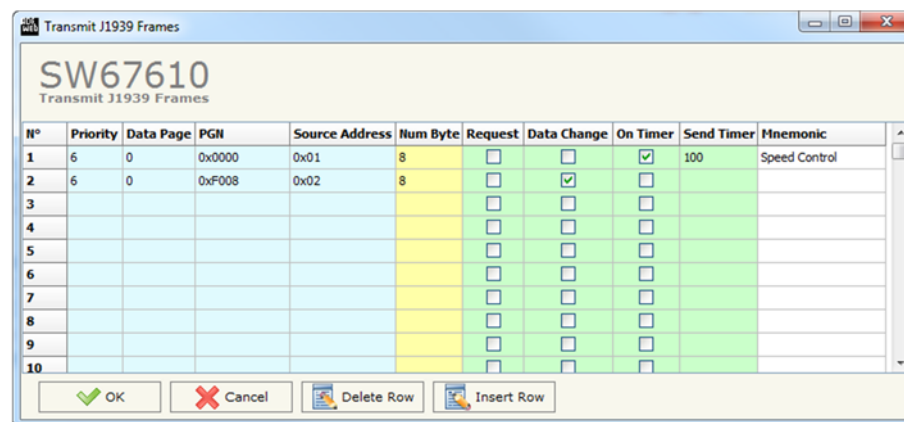 Transmit J1939 Frames
SW67610
Transmit J1939 Frames
N° Priority Data Page PGN Source Address Num Byte Request Data Change On Timer Send Timer Mnemonic
1 6 0 0x0000 0x01 8 100 Speed Control
2 6 0 0xF008 0x02 8
3
4
5
6
7
8
9
10
OK Cancel Delete Row Insert Row